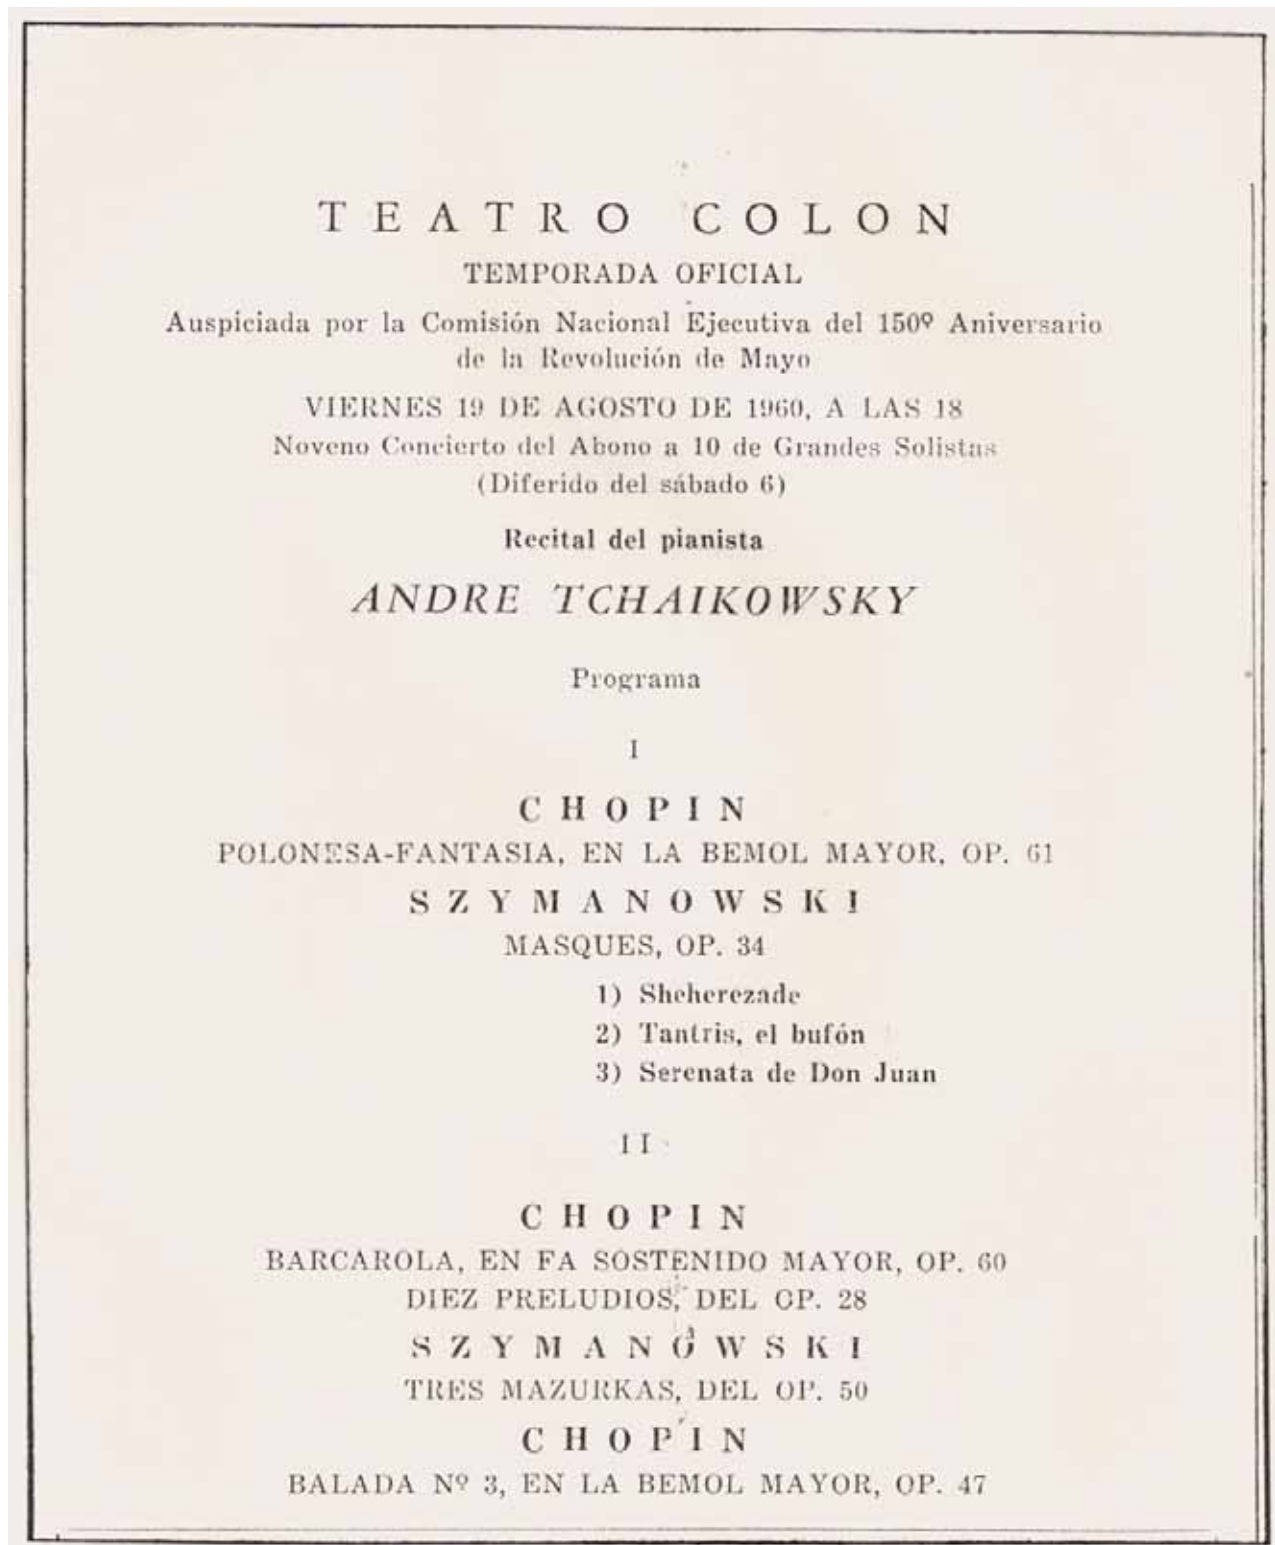 TEATRO COLON
TEMPORADA OFICIAL
Auspiciada por la Comisión Nacional Ejecutiva del 150º Aniversario
de la Revolución de Mayo
VIERNES 19 DE AGOSTO DE 1960, A LAS 18
Noveno Concierto del Abono a 10 de Grandes Solistas
(Diferido del sábado 6)
Recital del pianista
ANDRE TCHAIKOWSKY
Programa
I
CHOPIN
POLONESA-FANTASIA, EN LA BEMOL MAYOR, OP. 61
SZYMANOWSKI
MASQUES, OP. 34
1) Sheherezade
2) Tantris, el bufón
3) Serenata de Don Juan
II
CHOPIN
BARCAROLA, EN FA SOSTENIDO MAYOR, OP. 60
DIEZ PRELUDIOS, DEL OP. 28
SZYMANOWSKI
TRES MAZURKAS, DEL OP. 50
CHOPIN
BALADA Nº 3, EN LA BEMOL MAYOR, OP. 47